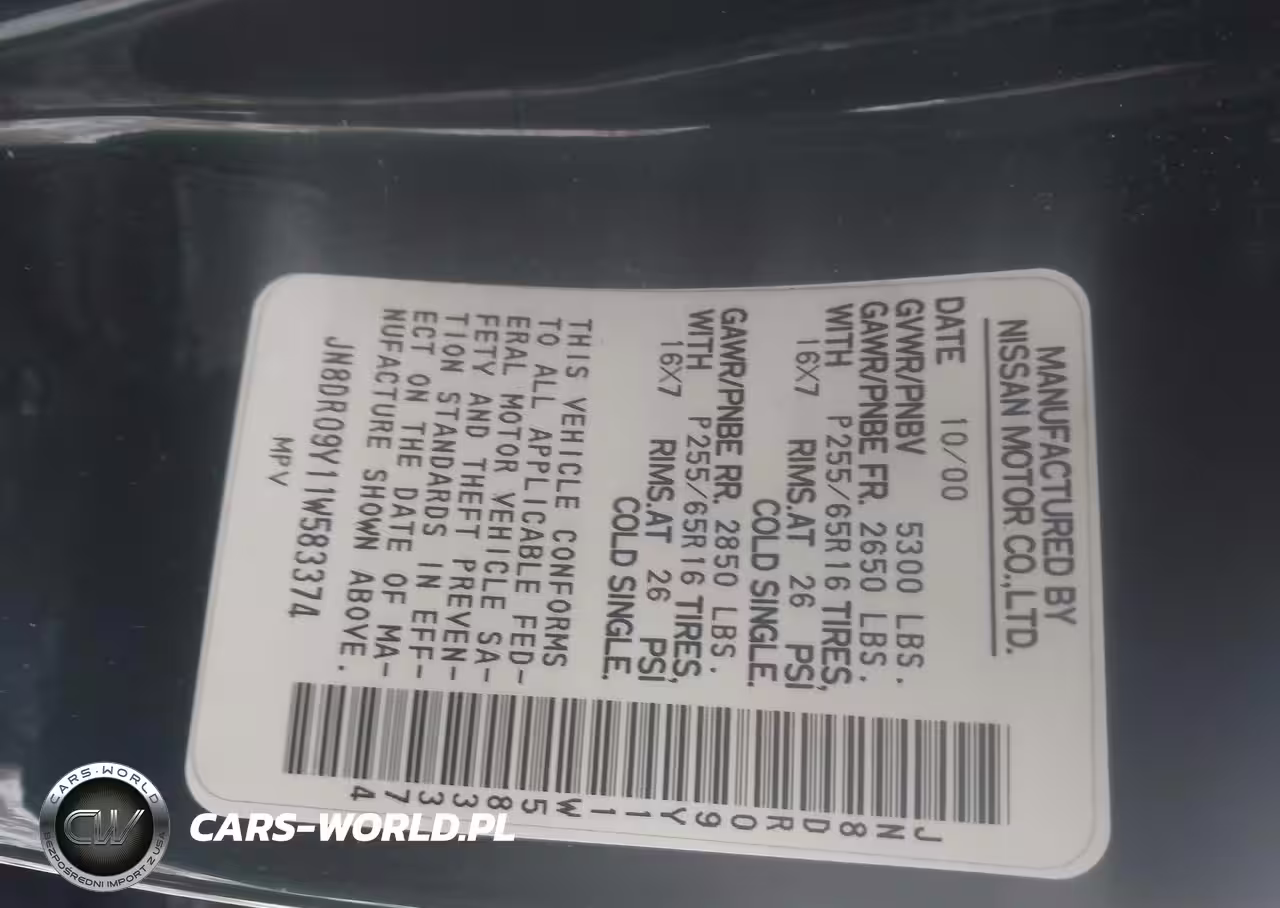 MANUFACTURED BY
NISSAN MOTOR CO.,LTD.
DATE 10/00
GVWR/PNBV 5300 LBS.
GAWR/PNBE FR. 2650 LBS.
WITH P255/65R16 TIRES,
16X7 RIMS.AT 26 PSI
COLD SINGLE.
GAWR/PNBE RR. 2850 LBS.
WITH P255/65R16 TIRES,
16X7 RIMS.AT 26 PSI,
COLD SINGLE.
THIS VEHICLE CONFORMS
TO ALL APPLICABLE FED-
ERAL MOTOR VEHICLE SA-
FETY AND THEFT PREVEN-
TION STANDARDS IN EFF-
ECT ON THE DATE OF MA-
NUFACTURE SHOWN ABOVE.
JN8DR09Y11W583374
MPV
JN8DR09Y11W583374
CARS-WORLD
CW
BEZPOŚREDNI IMPORT Z USA
CARS-WORLD.PL